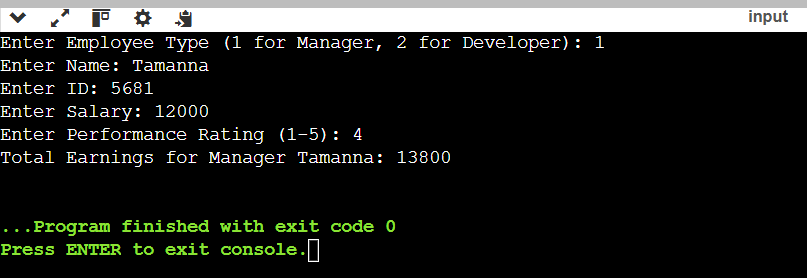 input
Enter Employee Type (1 for Manager, 2 for Developer): 1
Enter Name: Tamanna
Enter ID: 5681
Enter Salary: 12000
Enter Performance Rating (1-5): 4
Total Earnings for Manager Tamanna: 13800
...Program finished with exit code 0
Press ENTER to exit console.